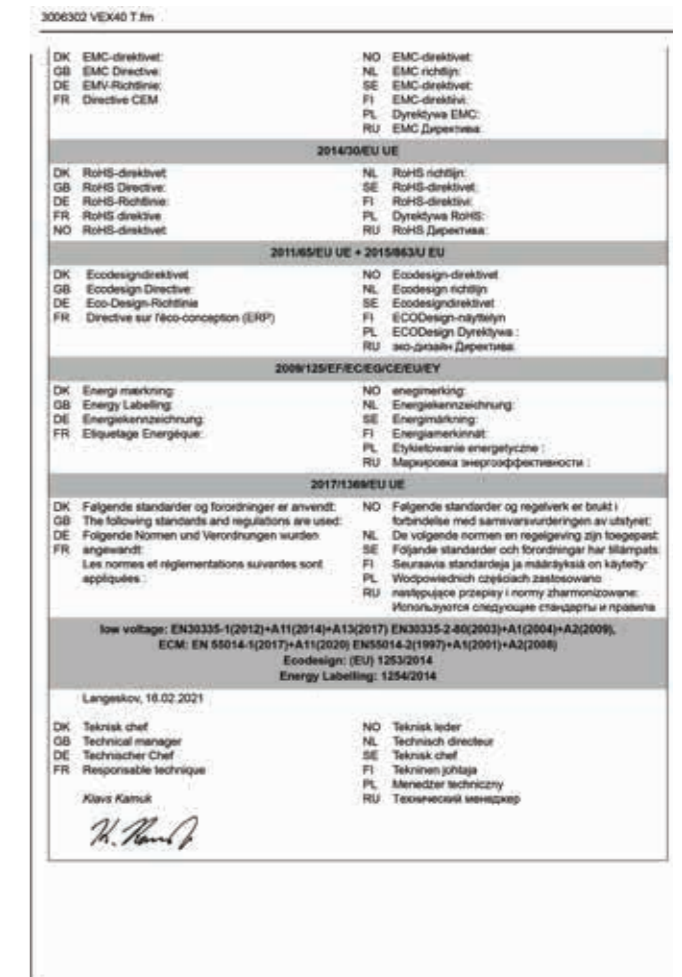 3006302 VEX40 T.fm
DK EMC-direktivet:
GB EMC Directive:
DE EMV-Richtlinie:
FR Directive CEM
NO EMC-direktivet:
NL EMC richtlijn:
SE EMC-direktivet:
FI EMC-direktiivi:
PL Dyrektywa EMC:
RU EMC Директива:
2014/30/EU UE
DK RoHS-direktivet
GB RoHS Directive:
DE RoHS-Richtlinie:
FR RoHS direktive
NO RoHS-direktivet
NL RoHS richtlijn:
SE RoHS-direktivet:
FI RoHS-direktiivi:
PL Dyrektywa RoHS:
RU RoHS Директива:
2011/65/EU UE + 2015/863/U EU
DK Ecodesigndirektivet
GB Ecodesign Directive:
DE Eco-Design-Richtlinie
FR Directive sur l'éco-conception (ERP)
NO Ecodesign-direktivet
NL Ecodesign richtlijn
SE Ecodesigndirektivet
FI ECODesign-näyttelyn
PL ECODesign Dyrektywa :
RU эко-дизайн Директива:
2009/125/EF/EC/EG/CE/EU/EY
DK Energi mærkning:
GB Energy Labelling:
DE Energiekennzeichnung:
FR Etiquetage Energéque:
NO enegimerking:
NL Energiekennzeichnung:
SE Energimärkning:
FI Energiamerkinnät:
PL Etykietowanie energetyczne :
RU Маркировка энергоэффективности :
2017/1369/EU UE
DK Følgende standarder og forordninger er anvendt:
GB The following standards and regulations are used:
DE Folgende Normen und Verordnungen wurden
FR angewandt:
Les normes et réglementations suivantes sont
appliquées :
NO Følgende standarder og regelverk er brukt i
forbindelse med samsvarsvurderingen av utstyret:
NL De volgende normen en regelgeving zijn toegepast:
SE Följande standarder och förordningar har tillämpats:
FI Seuraavia standardeja ja määräyksiä on käytetty:
PL Wodpowiednich częściach zastosowano
RU następujące przepisy i normy zharmonizowane:
Используются следующие стандарты и правила
low voltage: EN30335-1(2012)+A11(2014)+A13(2017) EN30335-2-80(2003)+A1(2004)+A2(2009),
ECM: EN 55014-1(2017)+A11(2020) EN55014-2(1997)+A1(2001)+A2(2008)
Ecodesign: (EU) 1253/2014
Energy Labelling: 1254/2014
Langeskov, 18.02.2021
DK Teknisk chef
GB Technical manager
DE Technischer Chef
FR Responsable technique
NO Teknisk leder
NL Technisch directeur
SE Teknisk chef
FI Tekninen johtaja
PL Menedżer techniczny
RU Технический менеджер
Klavs Kamuk